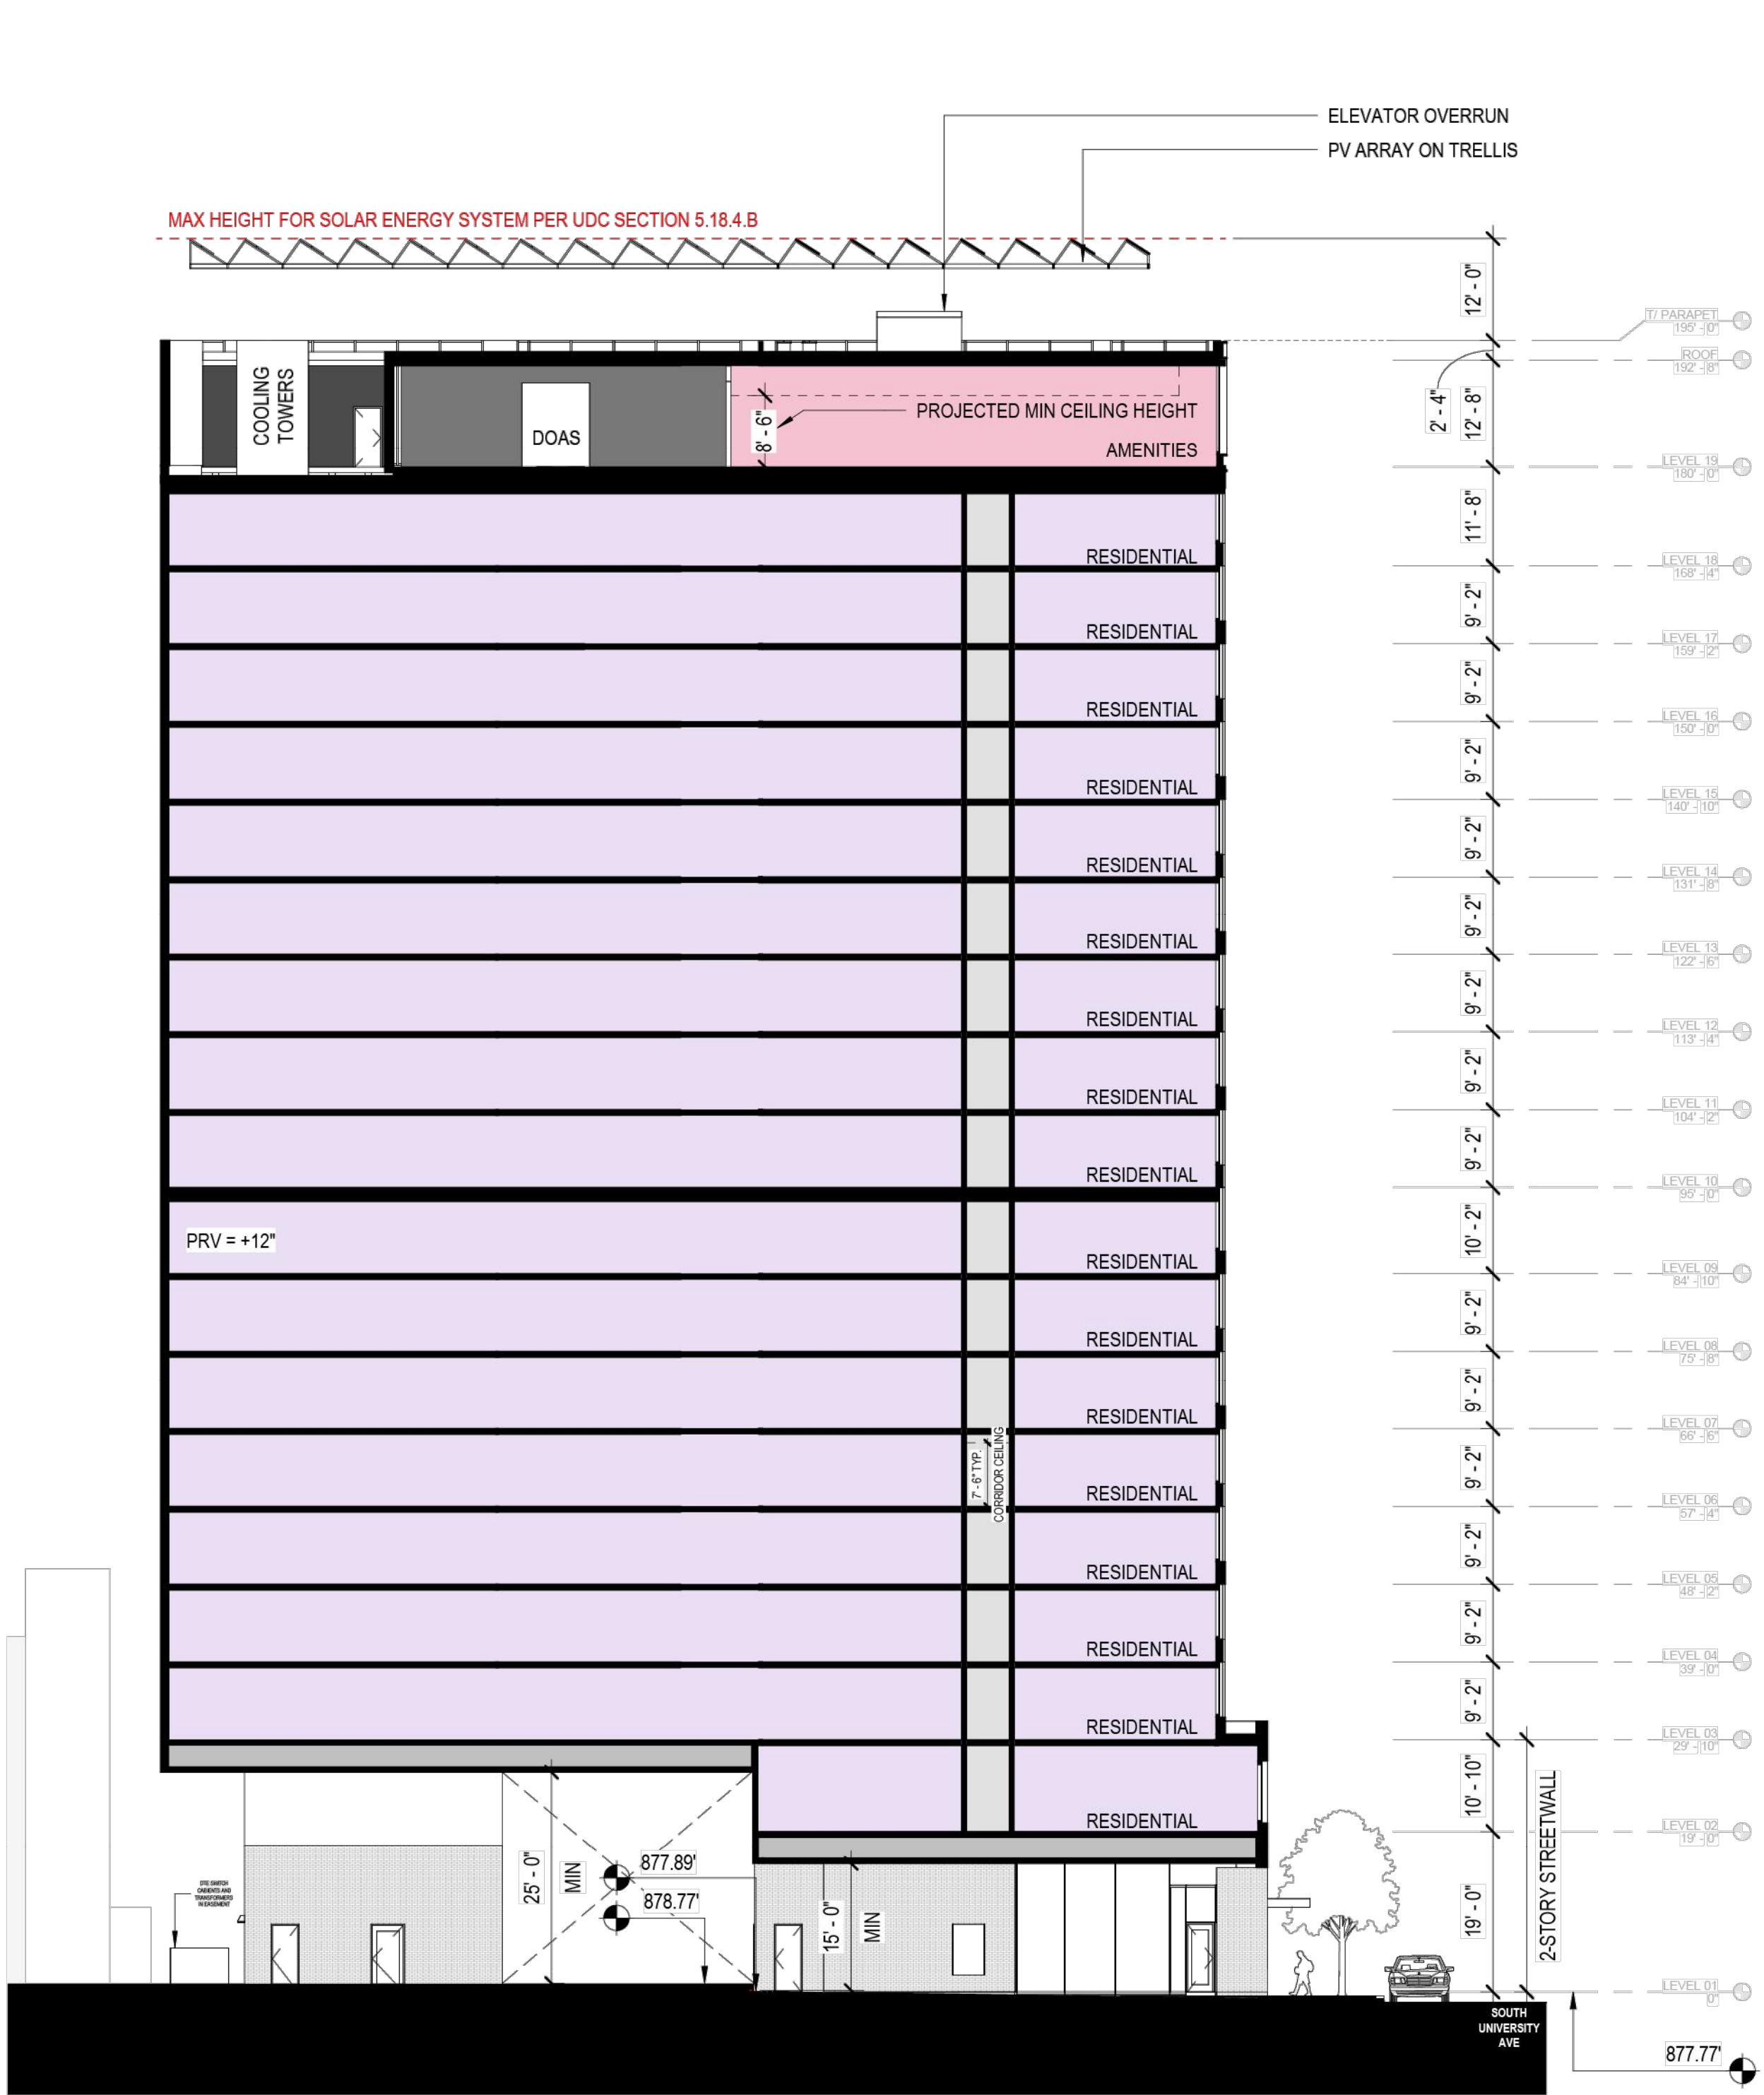 ELEVATOR OVERRUN
PV ARRAY ON TRELLIS
MAX HEIGHT FOR SOLAR ENERGY SYSTEM PER UDC SECTION 5.18.4.B
12' - 0"
T/ PARAPET
195' - 0"
ROOF
192' - 8"
2' - 4"
12' - 8"
COOLING
TOWERS
DOAS
8' - 6"
PROJECTED MIN CEILING HEIGHT
AMENITIES
LEVEL 19
180' - 0"
11' - 8"
RESIDENTIAL
LEVEL 18
168' - 4"
9' - 2"
RESIDENTIAL
LEVEL 17
159' - 2"
9' - 2"
RESIDENTIAL
LEVEL 16
150' - 0"
9' - 2"
RESIDENTIAL
LEVEL 15
140' - 10"
9' - 2"
RESIDENTIAL
LEVEL 14
131' - 8"
9' - 2"
RESIDENTIAL
LEVEL 13
122' - 6"
9' - 2"
RESIDENTIAL
LEVEL 12
113' - 4"
9' - 2"
RESIDENTIAL
LEVEL 11
104' - 2"
9' - 2"
RESIDENTIAL
LEVEL 10
95' - 0"
PRV = +12"
10' - 2"
RESIDENTIAL
LEVEL 09
84' - 10"
9' - 2"
RESIDENTIAL
LEVEL 08
75' - 8"
9' - 2"
RESIDENTIAL
LEVEL 07
66' - 6"
7' - 6" TYP.
CORRIDOR CEILING
9' - 2"
RESIDENTIAL
LEVEL 06
57' - 4"
9' - 2"
RESIDENTIAL
LEVEL 05
48' - 2"
9' - 2"
RESIDENTIAL
LEVEL 04
39' - 0"
9' - 2"
RESIDENTIAL
LEVEL 03
29' - 10"
10' - 10"
RESIDENTIAL
LEVEL 02
19' - 0"
2-STORY STREETWALL
25' - 0"
MIN
877.89'
878.77'
DTE SWITCH
CABINETS AND
TRANSFORMERS
IN EASEMENT
15' - 0"
MIN
19' - 0"
LEVEL 01
0"
SOUTH
UNIVERSITY
AVE
877.77'